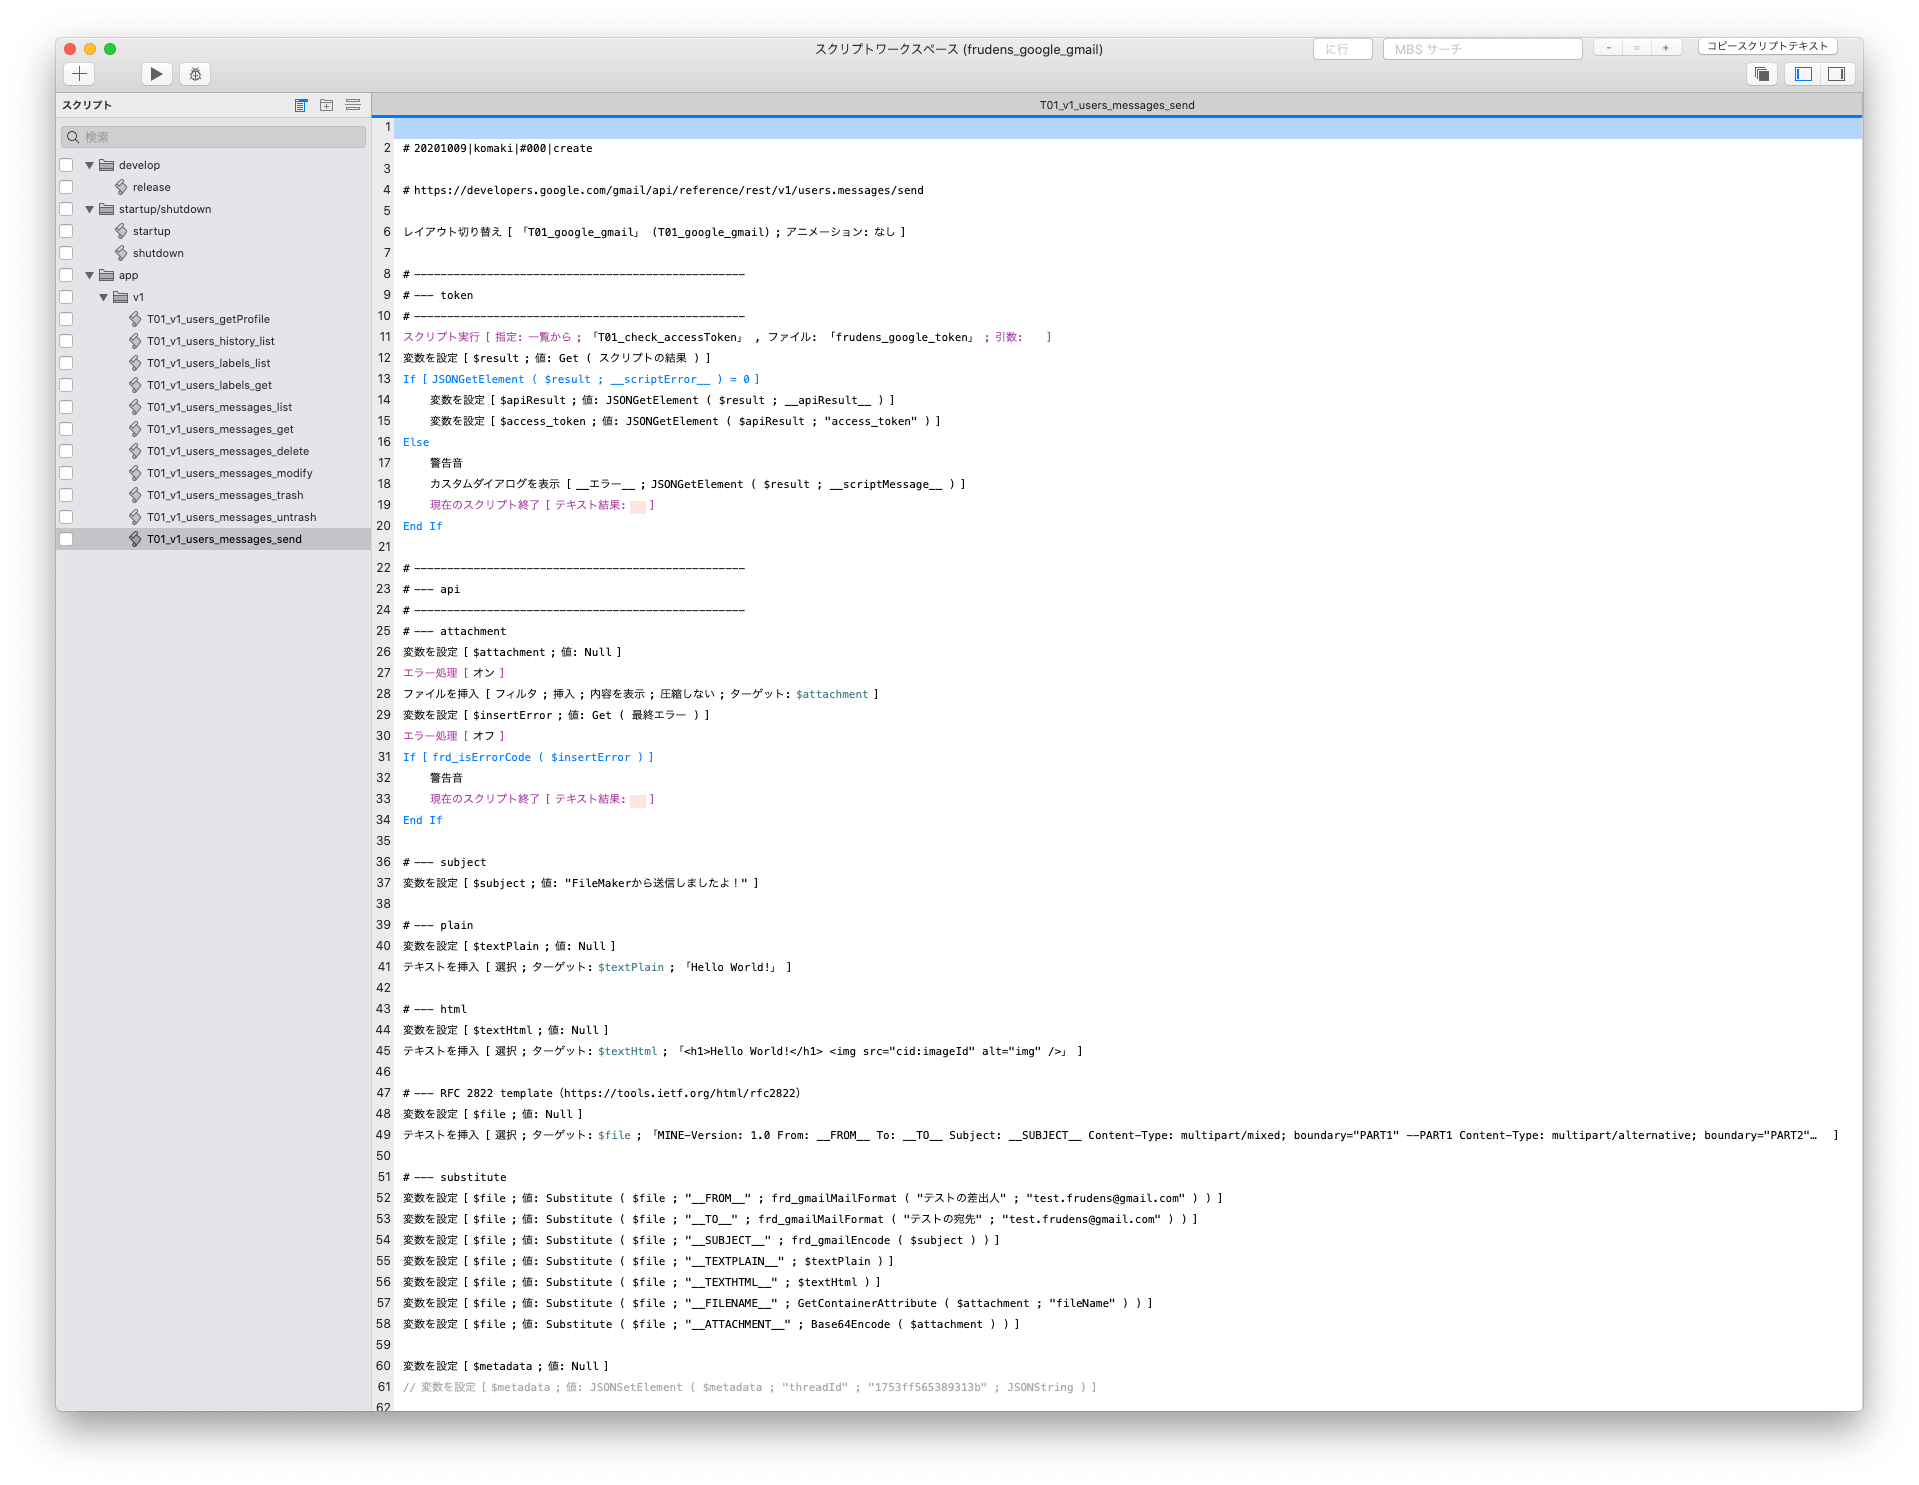 スクリプトワークスペース (frudens_google_gmail)
に行
MBS サーチ
- = +
コピースクリプトテキスト
スクリプト
T01_v1_users_messages_send
検索
develop
release
startup/shutdown
startup
shutdown
app
v1
T01_v1_users_getProfile
T01_v1_users_history_list
T01_v1_users_labels_list
T01_v1_users_labels_get
T01_v1_users_messages_list
T01_v1_users_messages_get
T01_v1_users_messages_delete
T01_v1_users_messages_modify
T01_v1_users_messages_trash
T01_v1_users_messages_untrash
T01_v1_users_messages_send
1
2 # 20201009|komaki|#000|create
3
4 # https://developers.google.com/gmail/api/reference/rest/v1/users.messages/send
5
6 レイアウト切り替え [ 「T01_google_gmail」 (T01_google_gmail) ; アニメーション: なし ]
7
8 # --------------------------------------------------
9 # --- token
10 # --------------------------------------------------
11 スクリプト実行 [ 指定: 一覧から ; 「T01_check_accessToken」 , ファイル: 「frudens_google_token」 ; 引数: ]
12 変数を設定 [ $result ; 値: Get ( スクリプトの結果 ) ]
13 If [ JSONGetElement ( $result ; __scriptError__ ) = 0 ]
14 変数を設定 [ $apiResult ; 値: JSONGetElement ( $result ; __apiResult__ ) ]
15 変数を設定 [ $access_token ; 値: JSONGetElement ( $apiResult ; "access_token" ) ]
16 Else
17 警告音
18 カスタムダイアログを表示 [ __エラー__ ; JSONGetElement ( $result ; __scriptMessage__ ) ]
19 現在のスクリプト終了 [ テキスト結果: ]
20 End If
21
22 # --------------------------------------------------
23 # --- api
24 # --------------------------------------------------
25 # --- attachment
26 変数を設定 [ $attachment ; 値: Null ]
27 エラー処理 [ オン ]
28 ファイルを挿入 [ フィルタ ; 挿入 ; 内容を表示 ; 圧縮しない ; ターゲット: $attachment ]
29 変数を設定 [ $insertError ; 値: Get ( 最終エラー ) ]
30 エラー処理 [ オフ ]
31 If [ frd_isErrorCode ( $insertError ) ]
32 警告音
33 現在のスクリプト終了 [ テキスト結果: ]
34 End If
35
36 # --- subject
37 変数を設定 [ $subject ; 値: "FileMakerから送信しましたよ！" ]
38
39 # --- plain
40 変数を設定 [ $textPlain ; 値: Null ]
41 テキストを挿入 [ 選択 ; ターゲット: $textPlain ; 「Hello World!」 ]
42
43 # --- html
44 変数を設定 [ $textHtml ; 値: Null ]
45 テキストを挿入 [ 選択 ; ターゲット: $textHtml ; 「<h1>Hello World!</h1> <img src="cid:imageId" alt="img" />」 ]
46
47 # --- RFC 2822 template（https://tools.ietf.org/html/rfc2822）
48 変数を設定 [ $file ; 値: Null ]
49 テキストを挿入 [ 選択 ; ターゲット: $file ; 「MINE-Version: 1.0 From: __FROM__ To: __TO__ Subject: __SUBJECT__ Content-Type: multipart/mixed; boundary="PART1" --PART1 Content-Type: multipart/alternative; boundary="PART2"… ]
50
51 # --- substitute
52 変数を設定 [ $file ; 値: Substitute ( $file ; "__FROM__" ; frd_gmailMailFormat ( "テストの差出人" ; "test.frudens@gmail.com" ) ) ]
53 変数を設定 [ $file ; 値: Substitute ( $file ; "__TO__" ; frd_gmailMailFormat ( "テストの宛先" ; "test.frudens@gmail.com" ) ) ]
54 変数を設定 [ $file ; 値: Substitute ( $file ; "__SUBJECT__" ; frd_gmailEncode ( $subject ) ) ]
55 変数を設定 [ $file ; 値: Substitute ( $file ; "__TEXTPLAIN__" ; $textPlain ) ]
56 変数を設定 [ $file ; 値: Substitute ( $file ; "__TEXTHTML__" ; $textHtml ) ]
57 変数を設定 [ $file ; 値: Substitute ( $file ; "__FILENAME__" ; GetContainerAttribute ( $attachment ; "fileName" ) ) ]
58 変数を設定 [ $file ; 値: Substitute ( $file ; "__ATTACHMENT__" ; Base64Encode ( $attachment ) ) ]
59
60 変数を設定 [ $metadata ; 値: Null ]
61 // 変数を設定 [ $metadata ; 値: JSONSetElement ( $metadata ; "threadId" ; "1753ff565389313b" ; JSONString ) ]
62